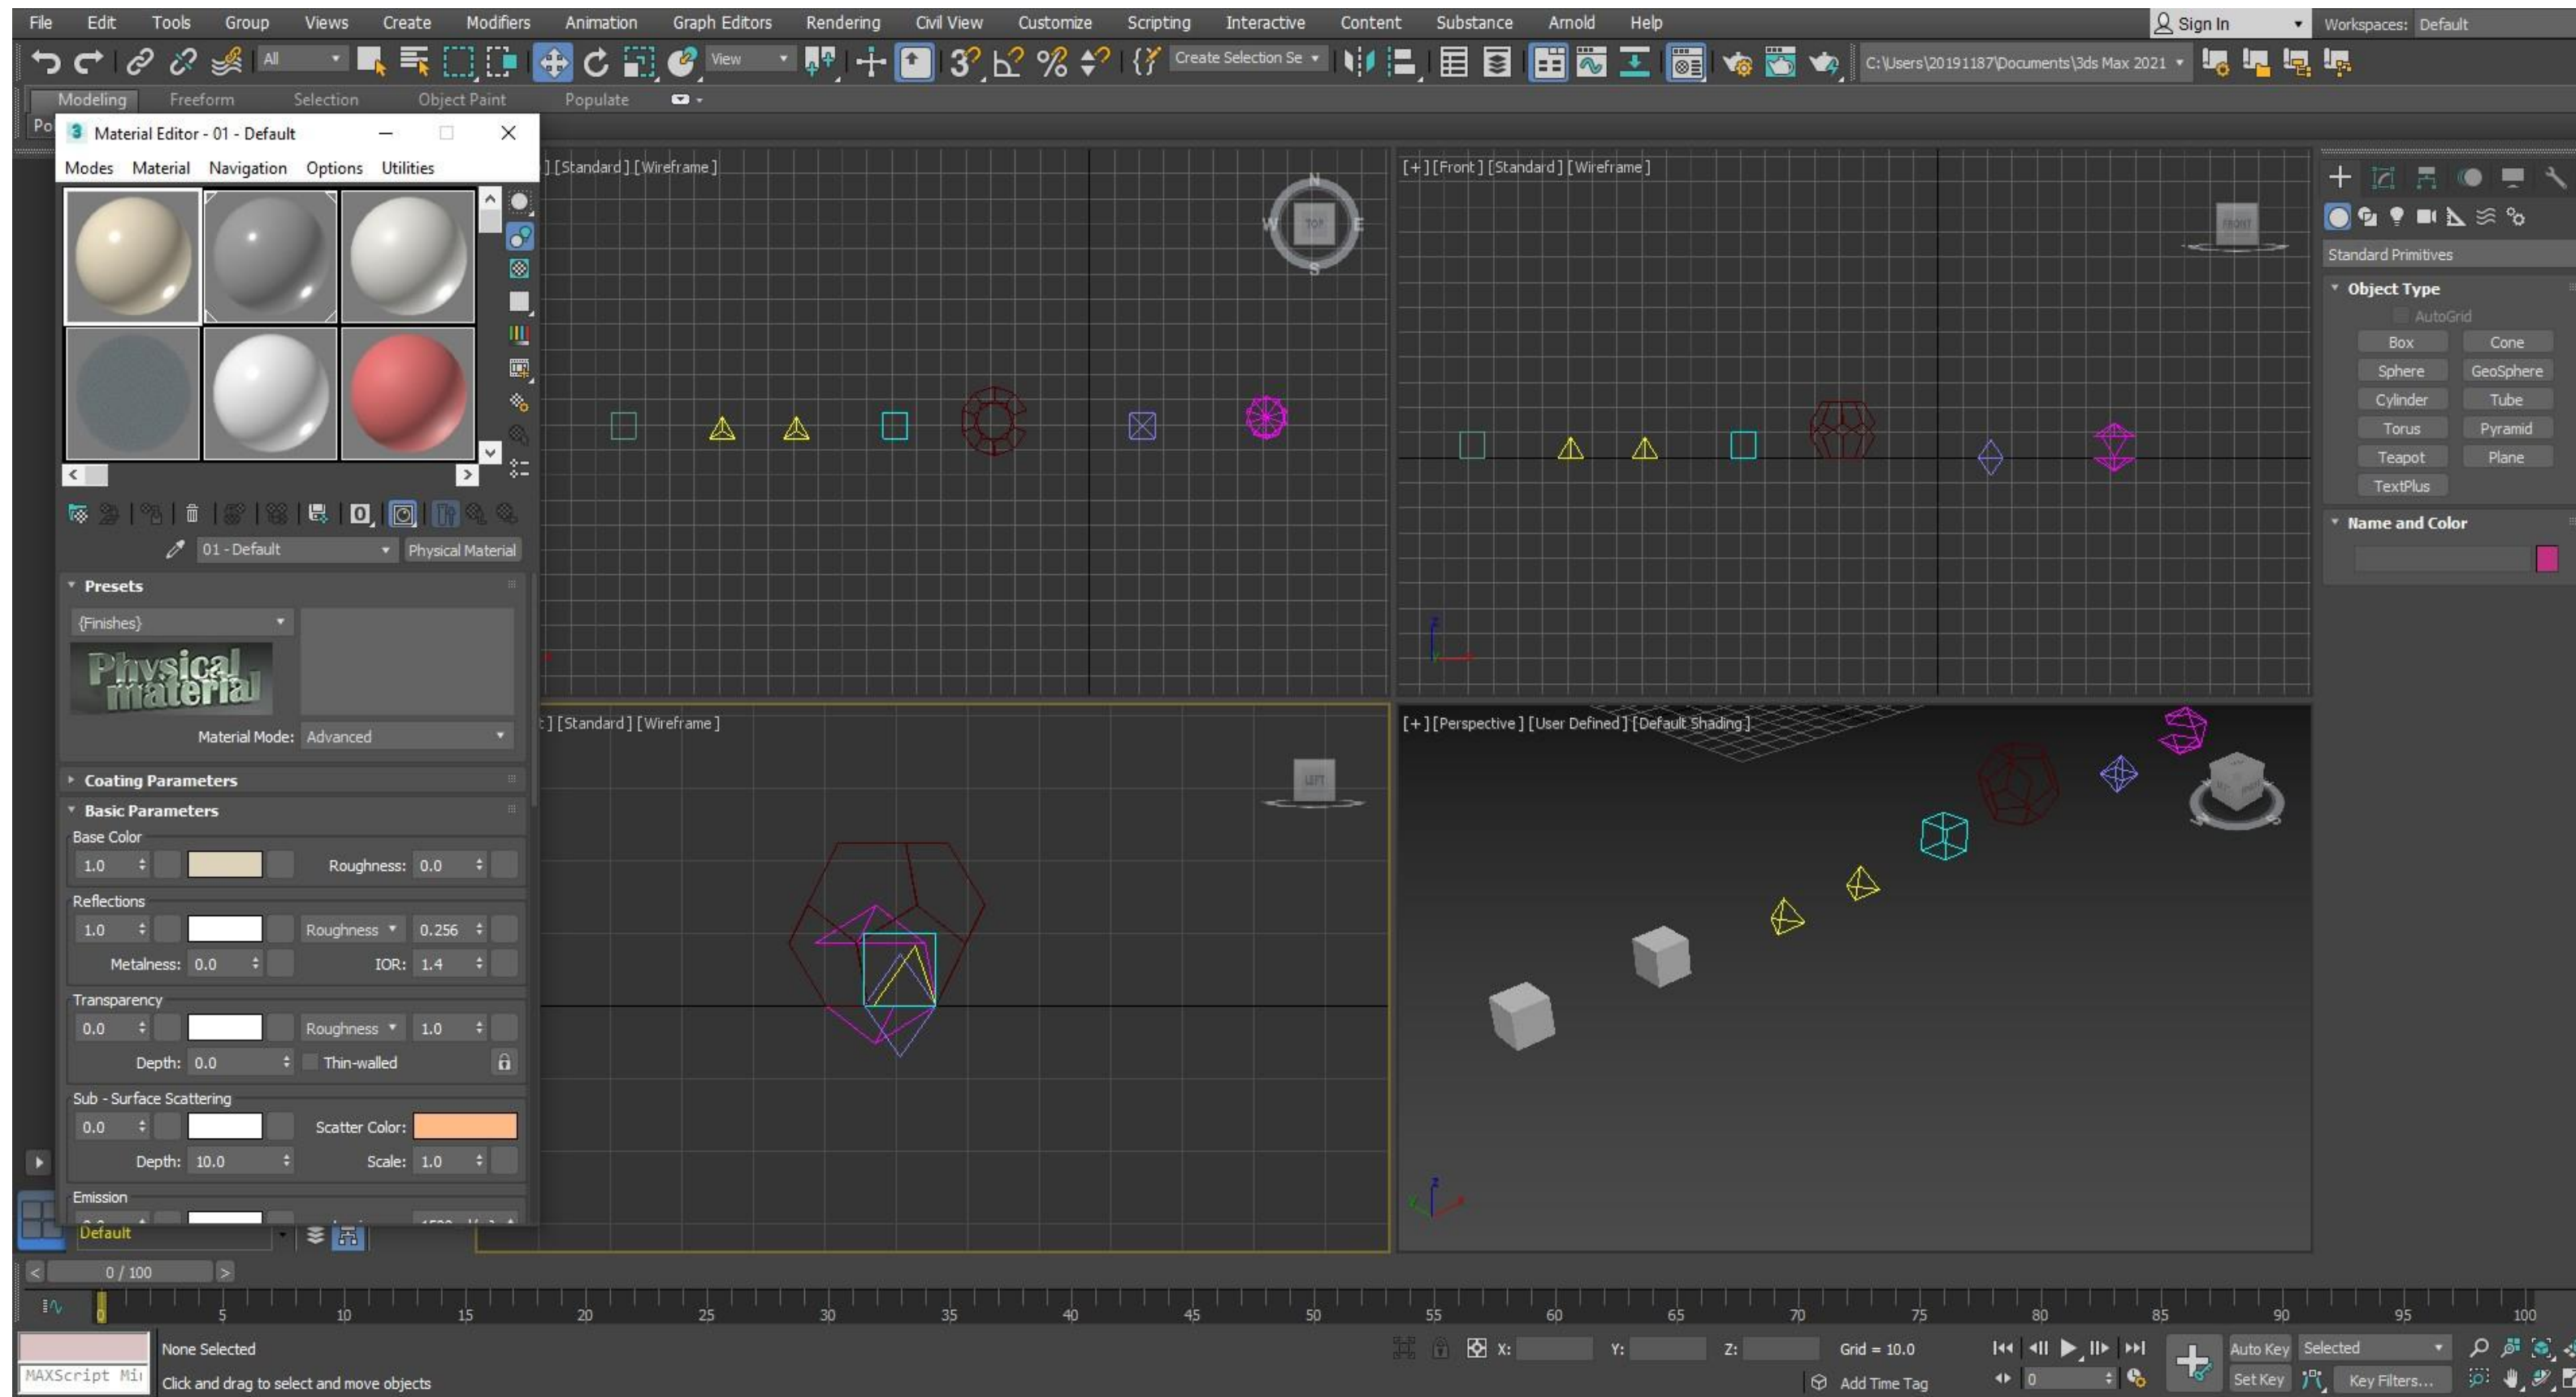 File Edit Tools Group Views Create Modifiers Animation Graph Editors Rendering Civil View Customize Scripting Interactive Content Substance Arnold Help Sign In Workspaces: Default
All View Create Selection Se C:\Users\20191187\Documents\3ds Max 2021
Modeling Freeform Selection Object Paint Populate
Po
3 Material Editor - 01 - Default
Modes Material Navigation Options Utilities
01 - Default Physical Material
Presets
{Finishes}
Physical
material
Material Mode: Advanced
Coating Parameters
Basic Parameters
Base Color
1.0 Roughness: 0.0
Reflections
1.0 Roughness 0.256
Metalness: 0.0 IOR: 1.4
Transparency
0.0 Roughness 1.0
Depth: 0.0 Thin-walled
Sub - Surface Scattering
0.0 Scatter Color:
Depth: 10.0 Scale: 1.0
Emission
Default
] [Standard] [Wireframe]
N
W TOP E
S
[+] [Front] [Standard] [Wireframe]
FRONT
z
x
t] [Standard] [Wireframe]
LEFT
[+] [Perspective] [User Defined] [Default Shading]
W S
z
Standard Primitives
Object Type
AutoGrid
Box Cone
Sphere GeoSphere
Cylinder Tube
Torus Pyramid
Teapot Plane
TextPlus
Name and Color
< 0 / 100 >
0 5 10 15 20 25 30 35 40 45 50 55 60 65 70 75 80 85 90 95 100
None Selected X: Y: Z: Grid = 10.0 Auto Key Selected
MAXScript Mi Click and drag to select and move objects Add Time Tag 0 Set Key Key Filters...